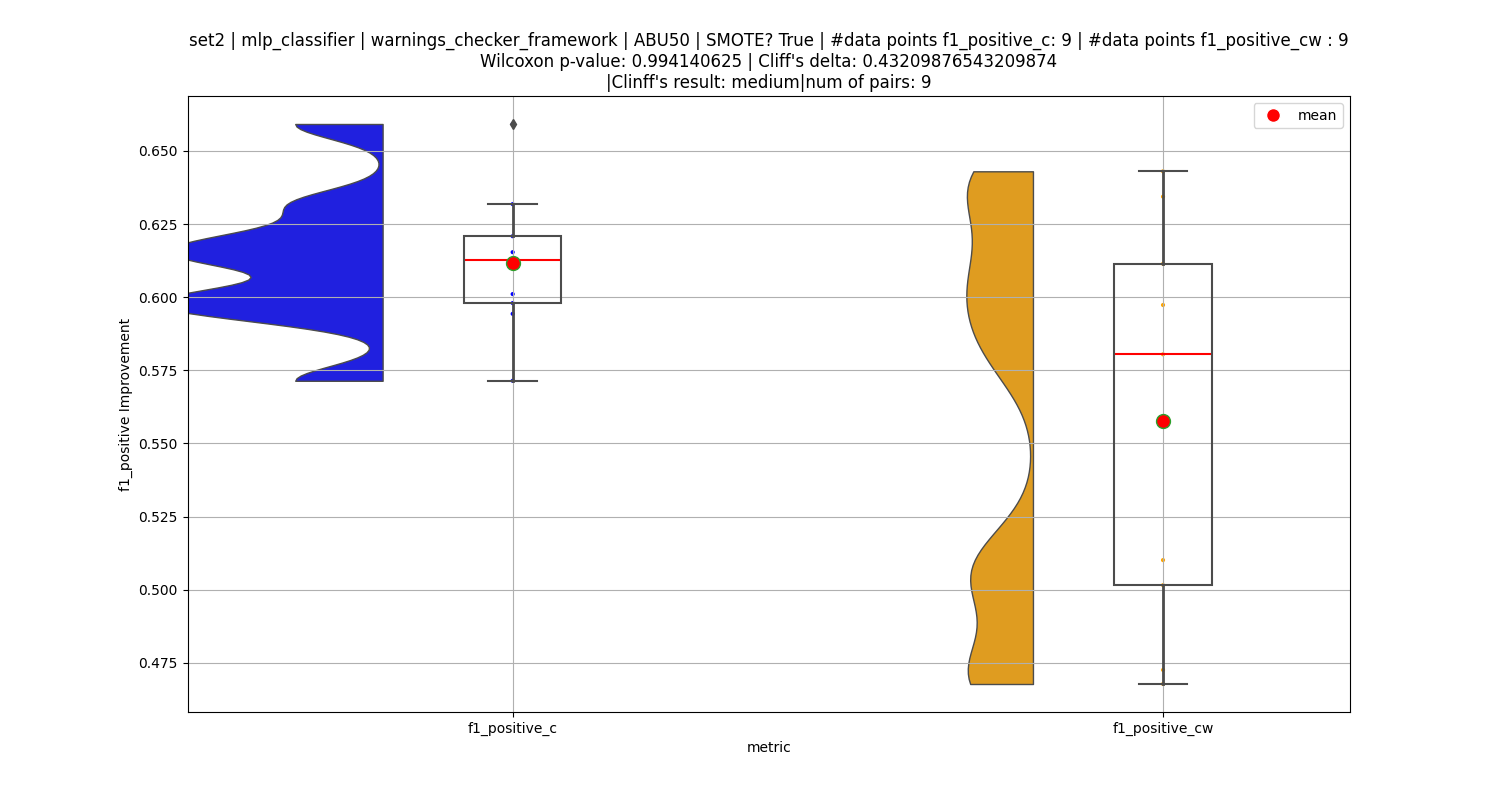 set2 | mlp_classifier | warnings_checker_framework | ABU50 | SMOTE? True | #data points f1_positive_c: 9 | #data points f1_positive_cw : 9
Wilcoxon p-value: 0.994140625 | Cliff's delta: 0.43209876543209874
|Clinff's result: medium|num of pairs: 9
mean
0.650
0.625
0.600
0.575
0.550
0.525
0.500
0.475
f1_positive Improvement
f1_positive_c
f1_positive_cw
metric